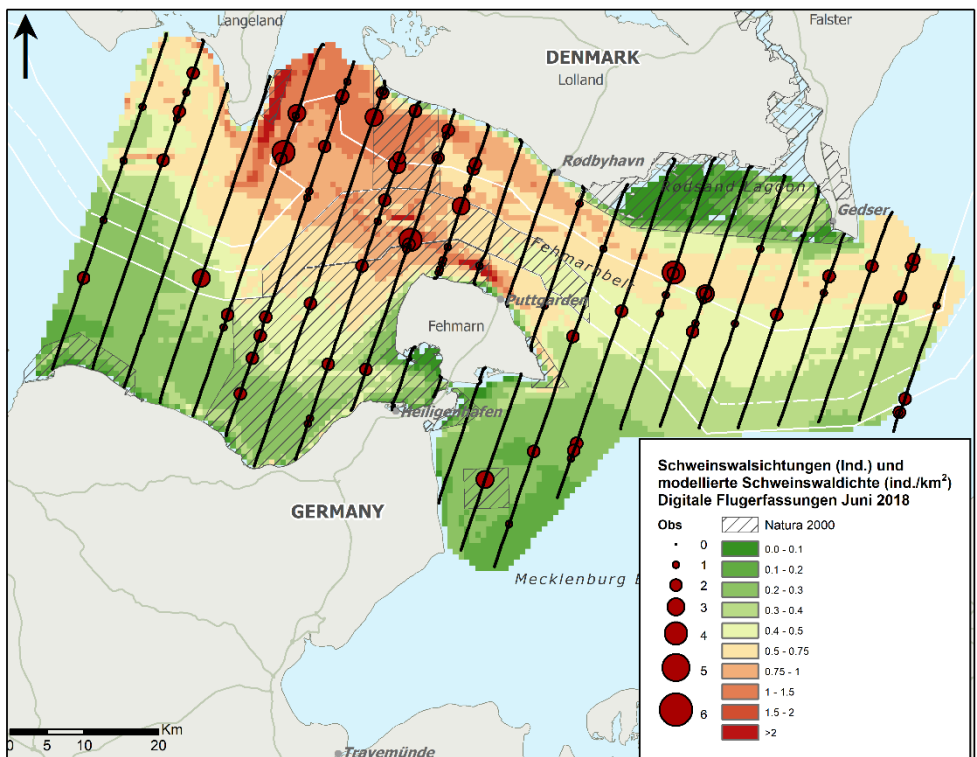 Langeland
Falster
DENMARK
Lolland
Rødbyhavn
Rødsand Lagoon
Gedser
Fehmarnbelt
Puttgarden
Fehmarn
Heiligenhafen
GERMANY
Mecklenburg
Travemünde
Km
0 5 10 20
Schweinswalsichtungen (Ind.) und
modellierte Schweinswaldichte (ind./km²)
Digitale Flugerfassungen Juni 2018
Obs
Natura 2000
0
0.0 - 0.1
1
0.1 - 0.2
2
0.2 - 0.3
3
0.3 - 0.4
4
0.4 - 0.5
0.5 - 0.75
5
0.75 - 1
1 - 1.5
6
1.5 - 2
>2